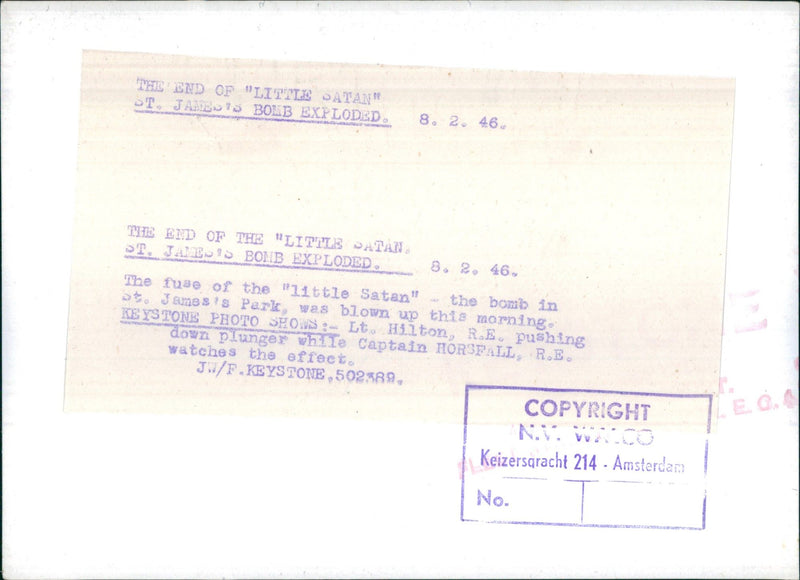 THE END OF "LITTLE SATAN"
ST. JAMES'S BOMB EXPLODED. 8. 2. 46.
THE END OF THE "LITTLE SATAN.
ST. JAMES'S BOMB EXPLODED. 8. 2. 46.
The fuse of the "little Satan" - the bomb in
St. James's Park, was blown up this morning.
KEYSTONE PHOTO SHOWS:- Lt. Hilton, R.E. pushing
down plunger while Captain HORSFALL, R.E.
watches the effect.
JW/F.KEYSTONE.502389.
COPYRIGHT
N.V. WALCO
Keizersgracht 214 - Amsterdam
No.